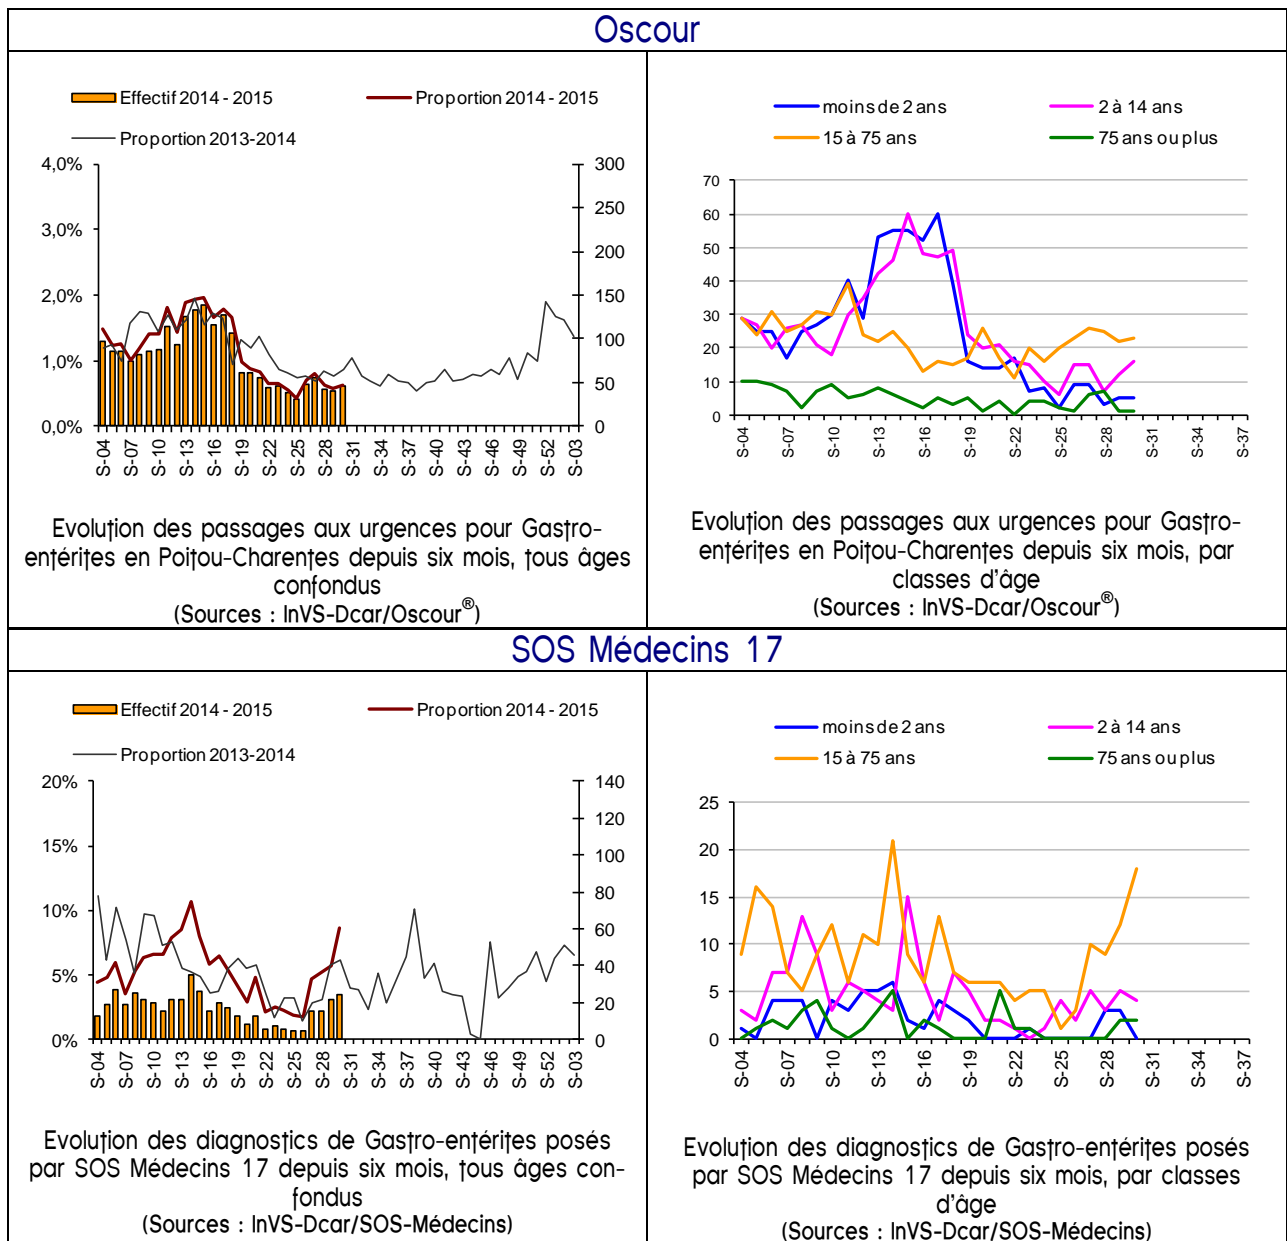 Oscour
Effectif 2014 - 2015
Proportion 2014 - 2015
Proportion 2013-2014
4,0%
3,0%
2,0%
1,0%
0,0%
300
250
200
150
100
50
0
S-04
S-07
S-10
S-13
S-16
S-19
S-22
S-25
S-28
S-31
S-34
S-37
S-40
S-43
S-46
S-49
S-52
S-03
Evolution des passages aux urgences pour Gastro-
entérites en Poitou-Charentes depuis six mois, tous âges
confondus
(Sources : InVS-Dcar/Oscour®)
moins de 2 ans
2 à 14 ans
15 à 75 ans
75 ans ou plus
70
60
50
40
30
20
10
0
S-04
S-07
S-10
S-13
S-16
S-19
S-22
S-25
S-28
S-31
S-34
S-37
Evolution des passages aux urgences pour Gastro-
entérites en Poitou-Charentes depuis six mois, par
classes d'âge
(Sources : InVS-Dcar/Oscour®)
SOS Médecins 17
Effectif 2014 - 2015
Proportion 2014 - 2015
Proportion 2013-2014
20%
15%
10%
5%
0%
140
120
100
80
60
40
20
0
S-04
S-07
S-10
S-13
S-16
S-19
S-22
S-25
S-28
S-31
S-34
S-37
S-40
S-43
S-46
S-49
S-52
S-03
Evolution des diagnostics de Gastro-entérites posés
par SOS Médecins 17 depuis six mois, tous âges con-
fondus
(Sources : InVS-Dcar/SOS-Médecins)
moins de 2 ans
2 à 14 ans
15 à 75 ans
75 ans ou plus
25
20
15
10
5
0
S-04
S-07
S-10
S-13
S-16
S-19
S-22
S-25
S-28
S-31
S-34
S-37
Evolution des diagnostics de Gastro-entérites posés
par SOS Médecins 17 depuis six mois, par classes
d'âge
(Sources : InVS-Dcar/SOS-Médecins)